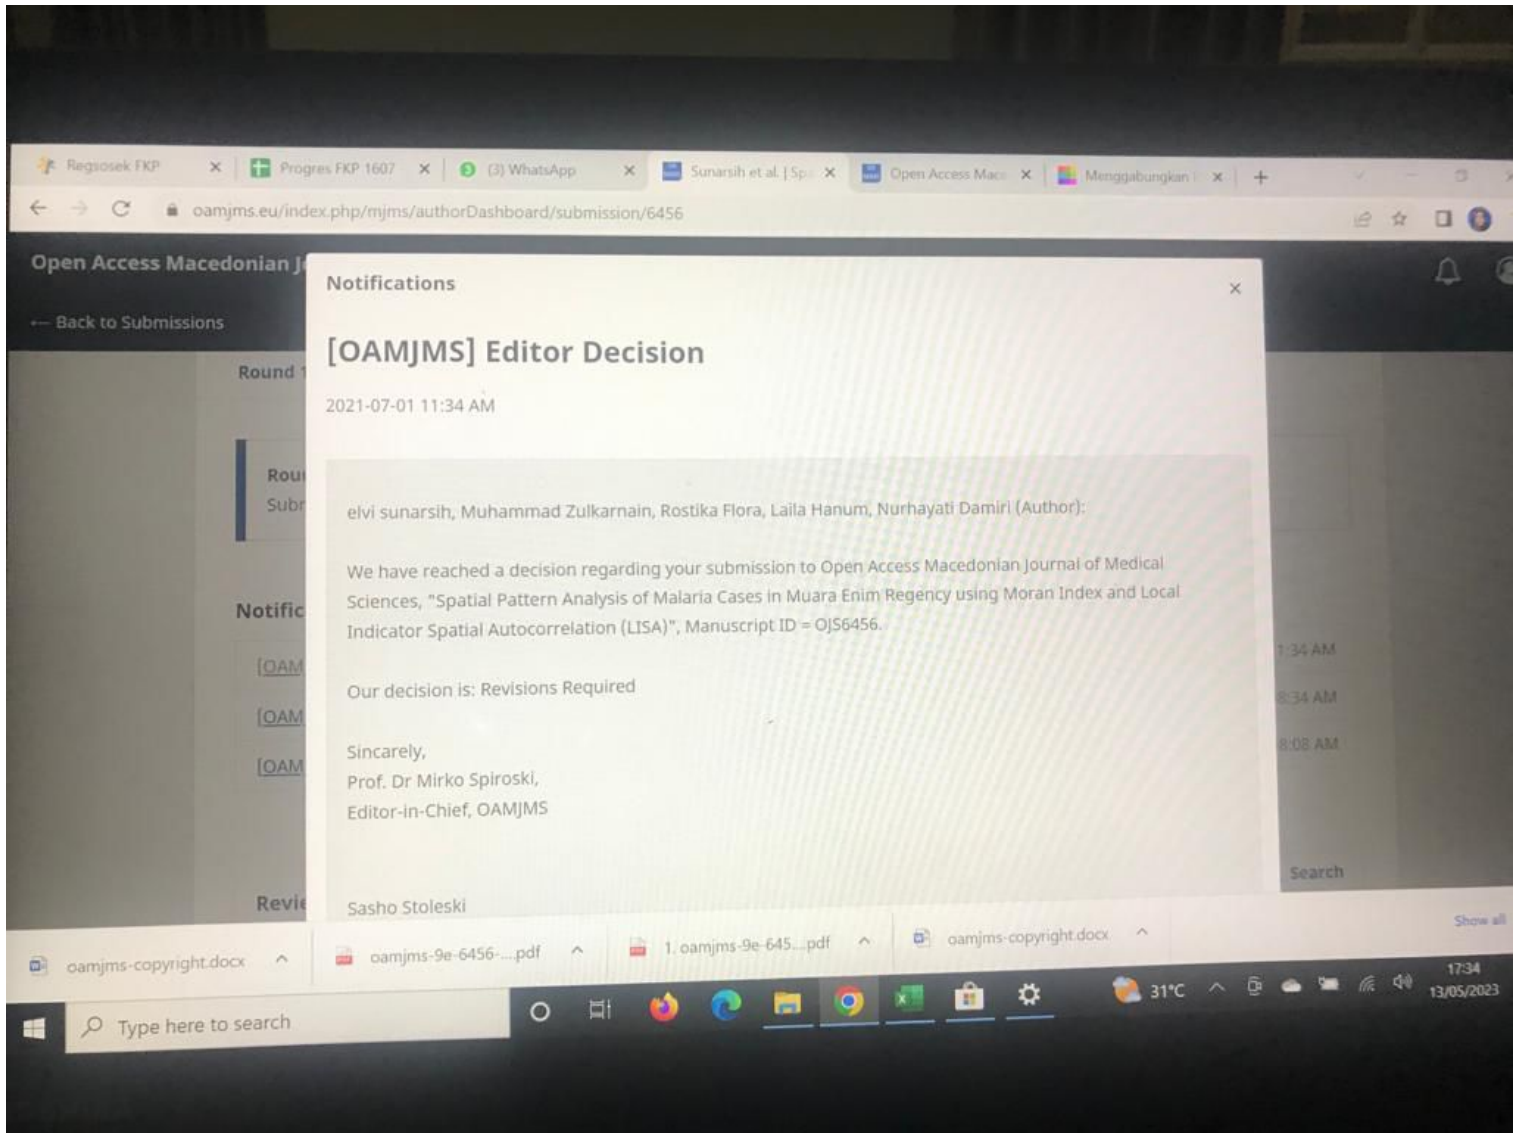 Regsosek FKP
Progres FKP 1607
(3) WhatsApp
Sunarsih et al. | Sp
Open Access Mace
Menggabungkan
oamjms.eu/index.php/mjms/authorDashboard/submission/6456
Open Access Macedonian J
← Back to Submissions
Notifications
[OAMJMS] Editor Decision
Round 1
2021-07-01 11:34 AM
Rou
Subr
elvi sunarsih, Muhammad Zulkarnain, Rostika Flora, Laila Hanum, Nurhayati Damiri (Author):
We have reached a decision regarding your submission to Open Access Macedonian Journal of Medical
Sciences, "Spatial Pattern Analysis of Malaria Cases in Muara Enim Regency using Moran Index and Local
Indicator Spatial Autocorrelation (LISA)", Manuscript ID = OJS6456.
Notific
[OAM
1:34 AM
Our decision is: Revisions Required
[OAM
8:34 AM
[OAM
8:08 AM
Sincarely,
Prof. Dr Mirko Spiroski,
Editor-in-Chief, OAMJMS
Search
Revie
Sasho Stoleski
oamjms-copyright.docx
oamjms-9e-6456-....pdf
1. oamjms-9e-645....pdf
oamjms-copyright.docx
Show all
Type here to search
31°C
17:34
13/05/2023